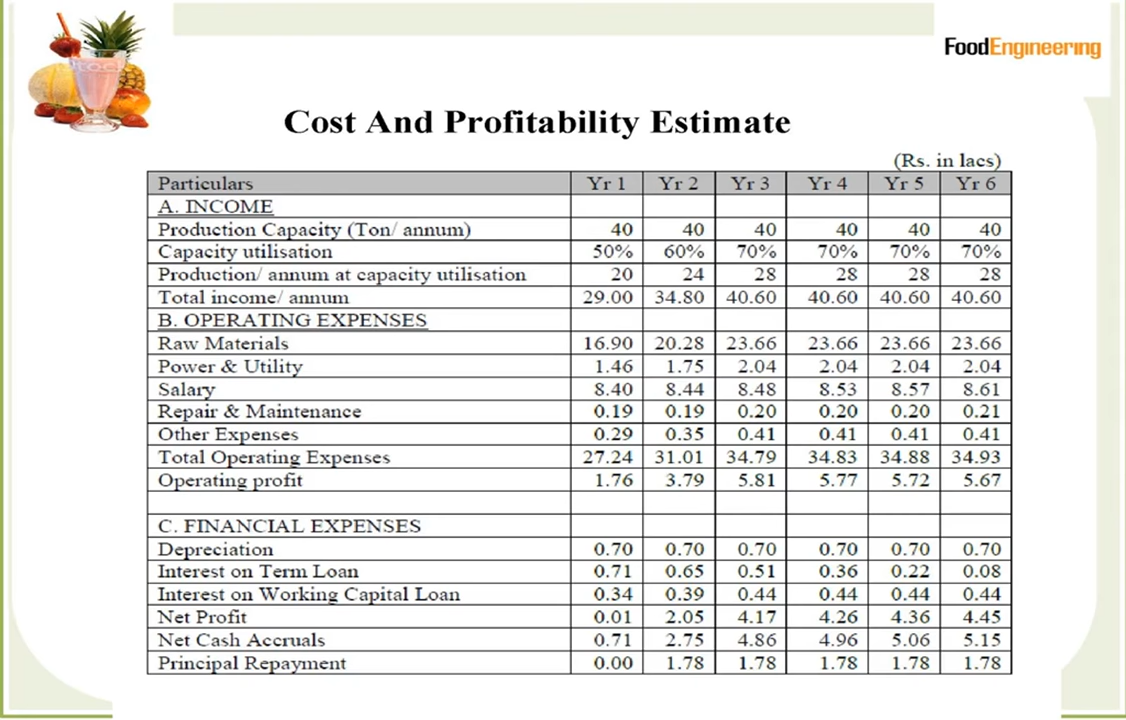 FoodEngineering
Cost And Profitability Estimate
(Rs. in lacs)
Particulars Yr 1 Yr 2 Yr 3 Yr 4 Yr 5 Yr 6
A. INCOME
Production Capacity (Ton/ annum) 40 40 40 40 40 40
Capacity utilisation 50% 60% 70% 70% 70% 70%
Production/ annum at capacity utilisation 20 24 28 28 28 28
Total income/ annum 29.00 34.80 40.60 40.60 40.60 40.60
B. OPERATING EXPENSES
Raw Materials 16.90 20.28 23.66 23.66 23.66 23.66
Power & Utility 1.46 1.75 2.04 2.04 2.04 2.04
Salary 8.40 8.44 8.48 8.53 8.57 8.61
Repair & Maintenance 0.19 0.19 0.20 0.20 0.20 0.21
Other Expenses 0.29 0.35 0.41 0.41 0.41 0.41
Total Operating Expenses 27.24 31.01 34.79 34.83 34.88 34.93
Operating profit 1.76 3.79 5.81 5.77 5.72 5.67
C. FINANCIAL EXPENSES
Depreciation 0.70 0.70 0.70 0.70 0.70 0.70
Interest on Term Loan 0.71 0.65 0.51 0.36 0.22 0.08
Interest on Working Capital Loan 0.34 0.39 0.44 0.44 0.44 0.44
Net Profit 0.01 2.05 4.17 4.26 4.36 4.45
Net Cash Accruals 0.71 2.75 4.86 4.96 5.06 5.15
Principal Repayment 0.00 1.78 1.78 1.78 1.78 1.78